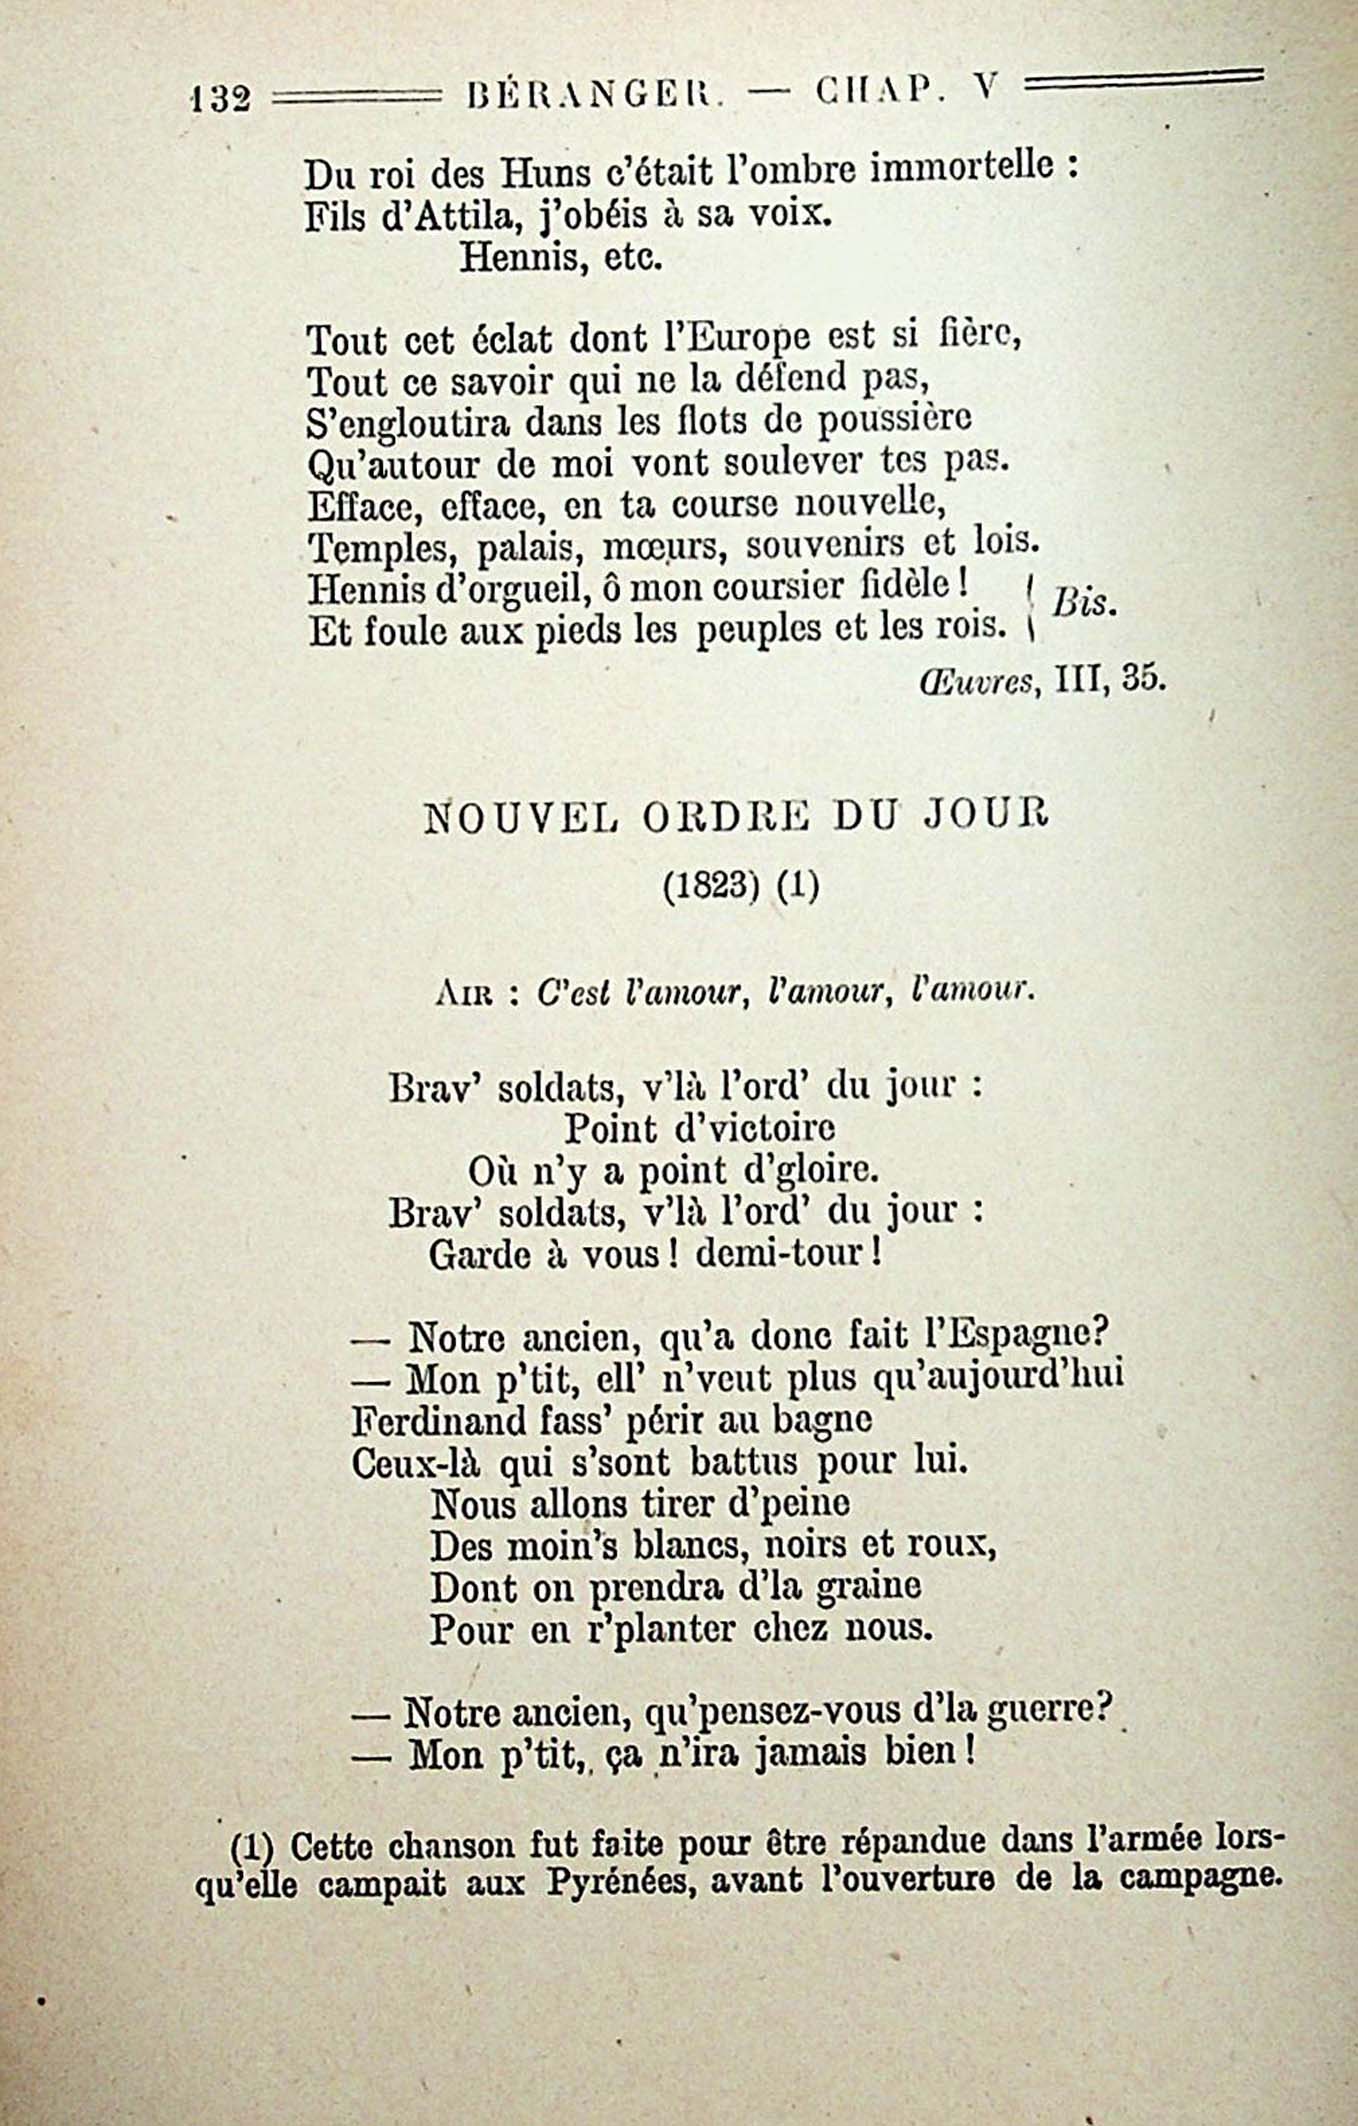 132 BÉRANGER. — CHAP. V
Du roi des Huns c'était l'ombre immortelle :
Fils d'Attila, j'obéis à sa voix.
Hennis, etc.
Tout cet éclat dont l'Europe est si fière,
Tout ce savoir qui ne la défend pas,
S'engloutira dans les flots de poussière
Qu'autour de moi vont soulever tes pas.
Efface, efface, en ta course nouvelle,
Temples, palais, mœurs, souvenirs et lois.
Hennis d'orgueil, ô mon coursier fidèle !
Et foule aux pieds les peuples et les rois.
Bis.
Œuvres, III, 35.
NOUVEL ORDRE DU JOUR
(1823) (1)
AIR : C'est l'amour, l'amour, l'amour.
Brav' soldats, v'là l'ord' du jour :
Point d'victoire
Où n'y a point d'gloire.
Brav' soldats, v'là l'ord' du jour :
Garde à vous ! demi-tour !
— Notre ancien, qu'a donc fait l'Espagne?
— Mon p'tit, ell' n'veut plus qu'aujourd'hui
Ferdinand fass' périr au bagne
Ceux-là qui s'sont battus pour lui.
Nous allons tirer d'peine
Des moin's blancs, noirs et roux,
Dont on prendra d'la graine
Pour en r'planter chez nous.
— Notre ancien, qu'pensez-vous d'la guerre?
— Mon p'tit, ça n'ira jamais bien !
(1) Cette chanson fut faite pour être répandue dans l'armée lors-
qu'elle campait aux Pyrénées, avant l'ouverture de la campagne.